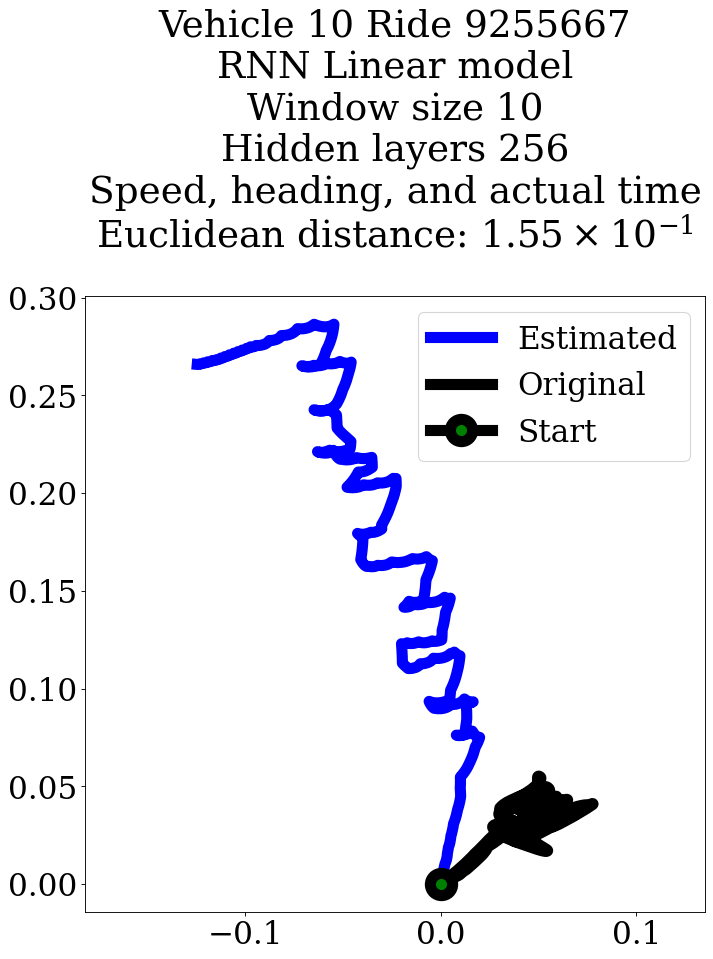 Vehicle 10 Ride 9255667
RNN Linear model
Window size 10
Hidden layers 256
Speed, heading, and actual time
Euclidean distance: 1.55 × 10⁻¹
0.30
0.25
0.20
0.15
0.10
0.05
0.00
−0.1
0.0
0.1
Estimated
Original
Start